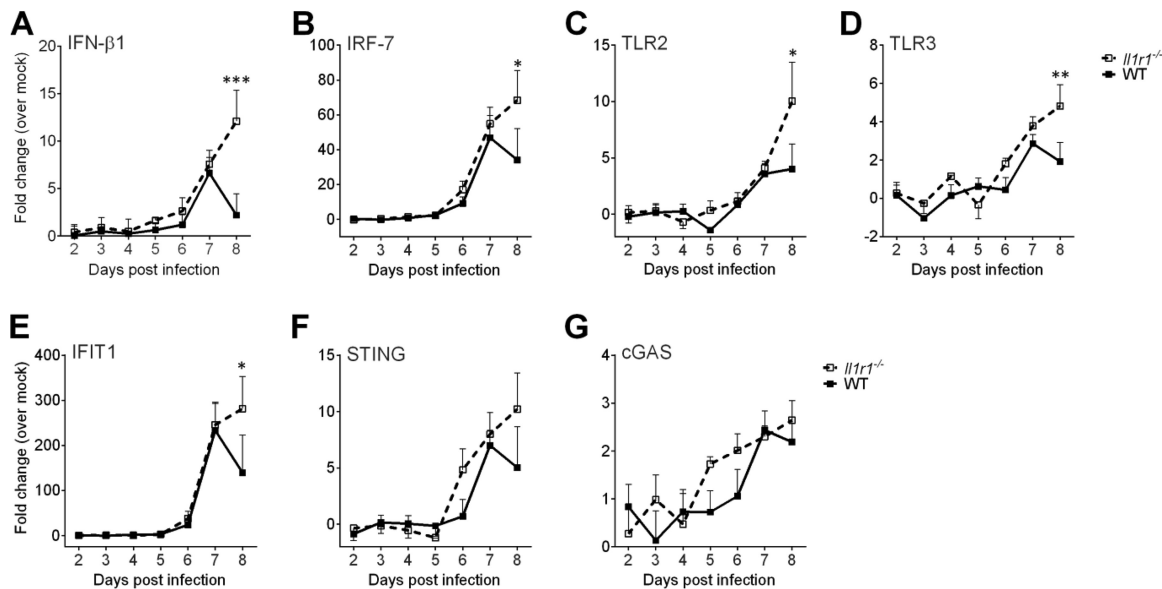 A
IFN-β1
Fold change (over mock)
20
15
10
5
0
***
2 3 4 5 6 7 8
Days post infection
B
IRF-7
100
80
60
40
20
0
*
2 3 4 5 6 7 8
Days post infection
C
TLR2
15
10
5
0
*
2 3 4 5 6 7 8
Days post infection
D
TLR3
8
6
4
2
0
-2
**
2 3 4 5 6 7 8
Days post infection
Il1r1-/-
WT
E
IFIT1
Fold change (over mock)
400
300
200
100
0
*
2 3 4 5 6 7 8
Days post infection
F
STING
15
10
5
0
2 3 4 5 6 7 8
Days post infection
G
cGAS
4
3
2
1
0
2 3 4 5 6 7 8
Days post infection
Il1r1-/-
WT